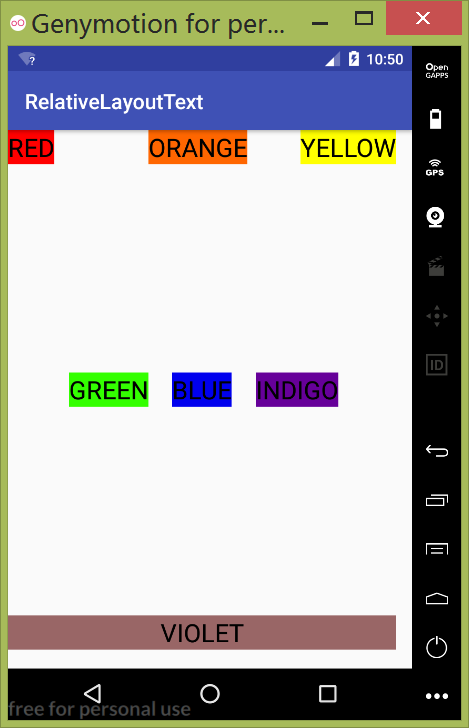 Genymotion for per...
10:50
Open
GAPPS
RelativeLayoutText
RED ORANGE YELLOW
GPS
ID
GREEN BLUE INDIGO
VIOLET
free for personal use